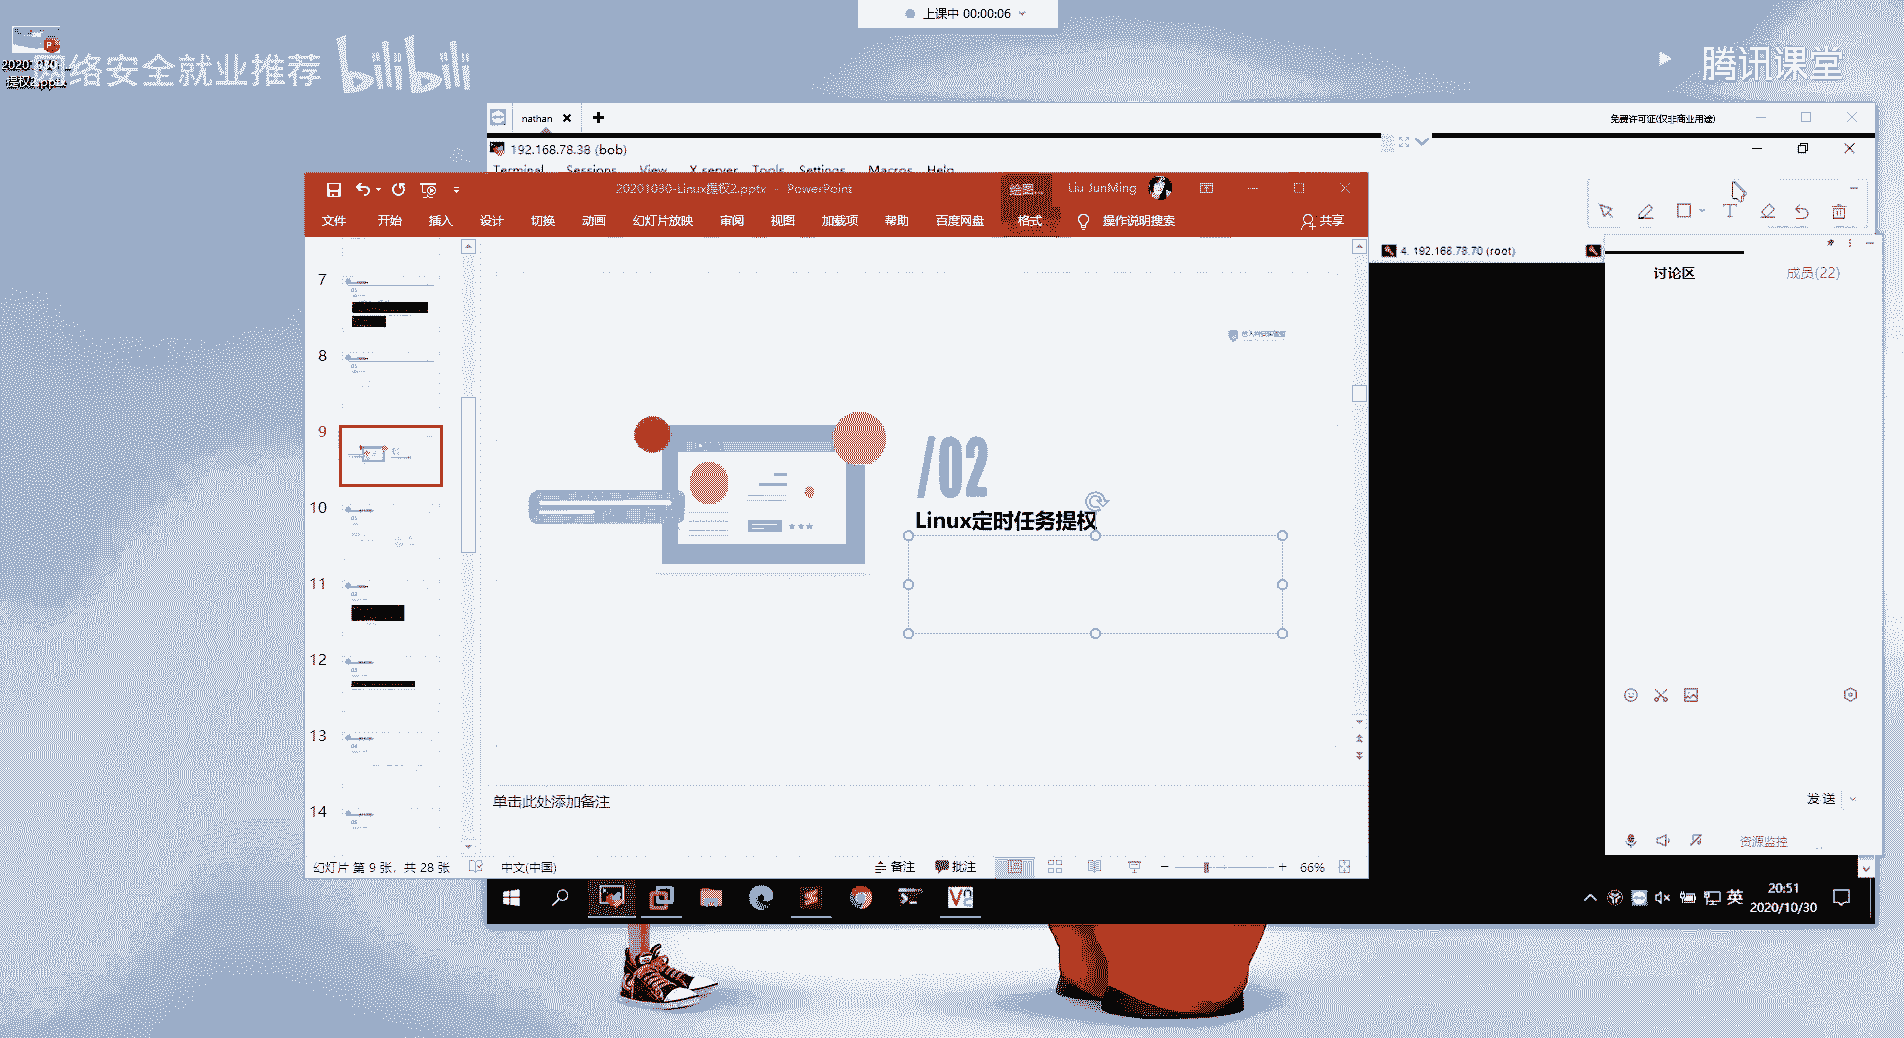 上课中 00:00:06
网络安全就业推荐 bilibili
腾讯课堂
提权2.ppt...
nathan
免费许可证(仅非商业用途)
192.168.78.38 (bob)
Terminal Sessions View X server Tools Settings Macros Help
20201030-Linux提权2.pptx - PowerPoint
绘图...
Liu JunMing
文件 开始 插入 设计 切换 动画 幻灯片放映 审阅 视图 加载项 帮助 百度网盘 格式 操作说明搜索 共享
4. 192.168.78.70 (root)
讨论区 成员(22)
7
8
9
10
11
12
13
14
/02
Linux定时任务提权
单击此处添加备注
发送
资源监控
幻灯片 第 9 张，共 28 张 中文(中国) 备注 批注 66%
英
20:51
2020/10/30